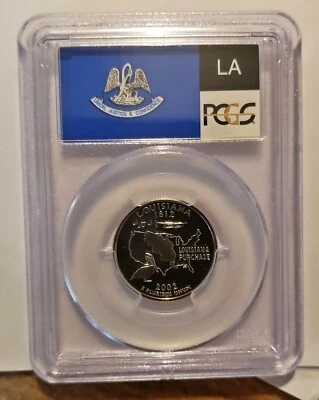 LA
UNION, JUSTICE & CONFIDENCE
PCGS
LOUISIANA
1812
LOUISIANA
PURCHASE
2002
E PLURIBUS UNUM